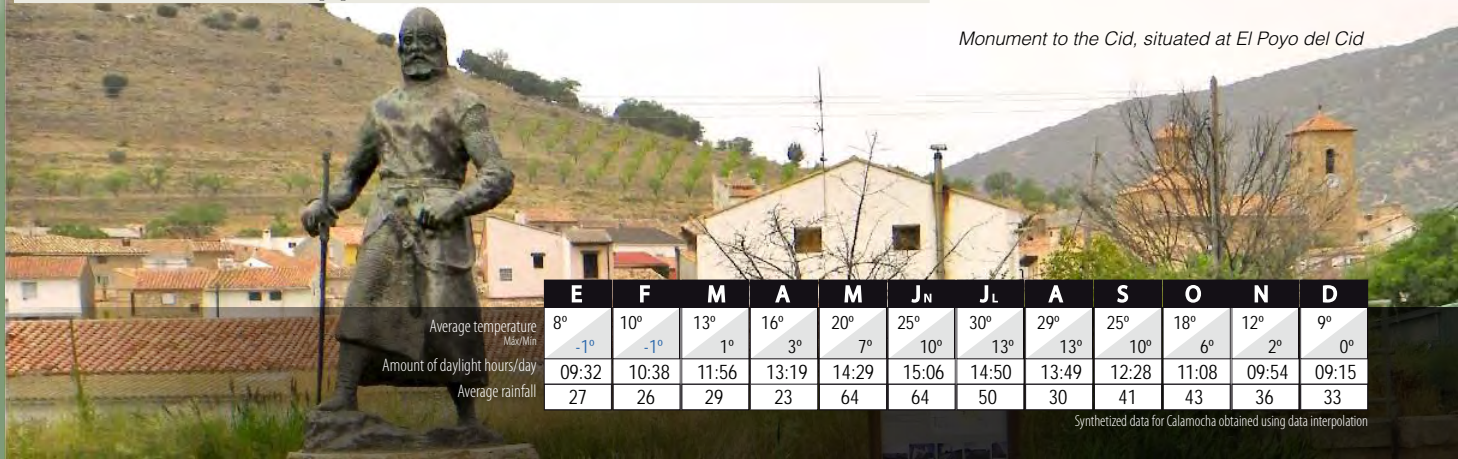 Monument to the Cid, situated at El Poyo del Cid
E F M A M JN JL A S O N D
Average temperature 8º 10º 13º 16º 20º 25º 30º 29º 25º 18º 12º 9º
Máx/Mín -1º -1º 1º 3º 7º 10º 13º 13º 10º 6º 2º 0º
Amount of daylight hours/day 09:32 10:38 11:56 13:19 14:29 15:06 14:50 13:49 12:28 11:08 09:54 09:15
Average rainfall 27 26 29 23 64 64 50 30 41 43 36 33
Synthetized data for Calamocha obtained using data interpolation